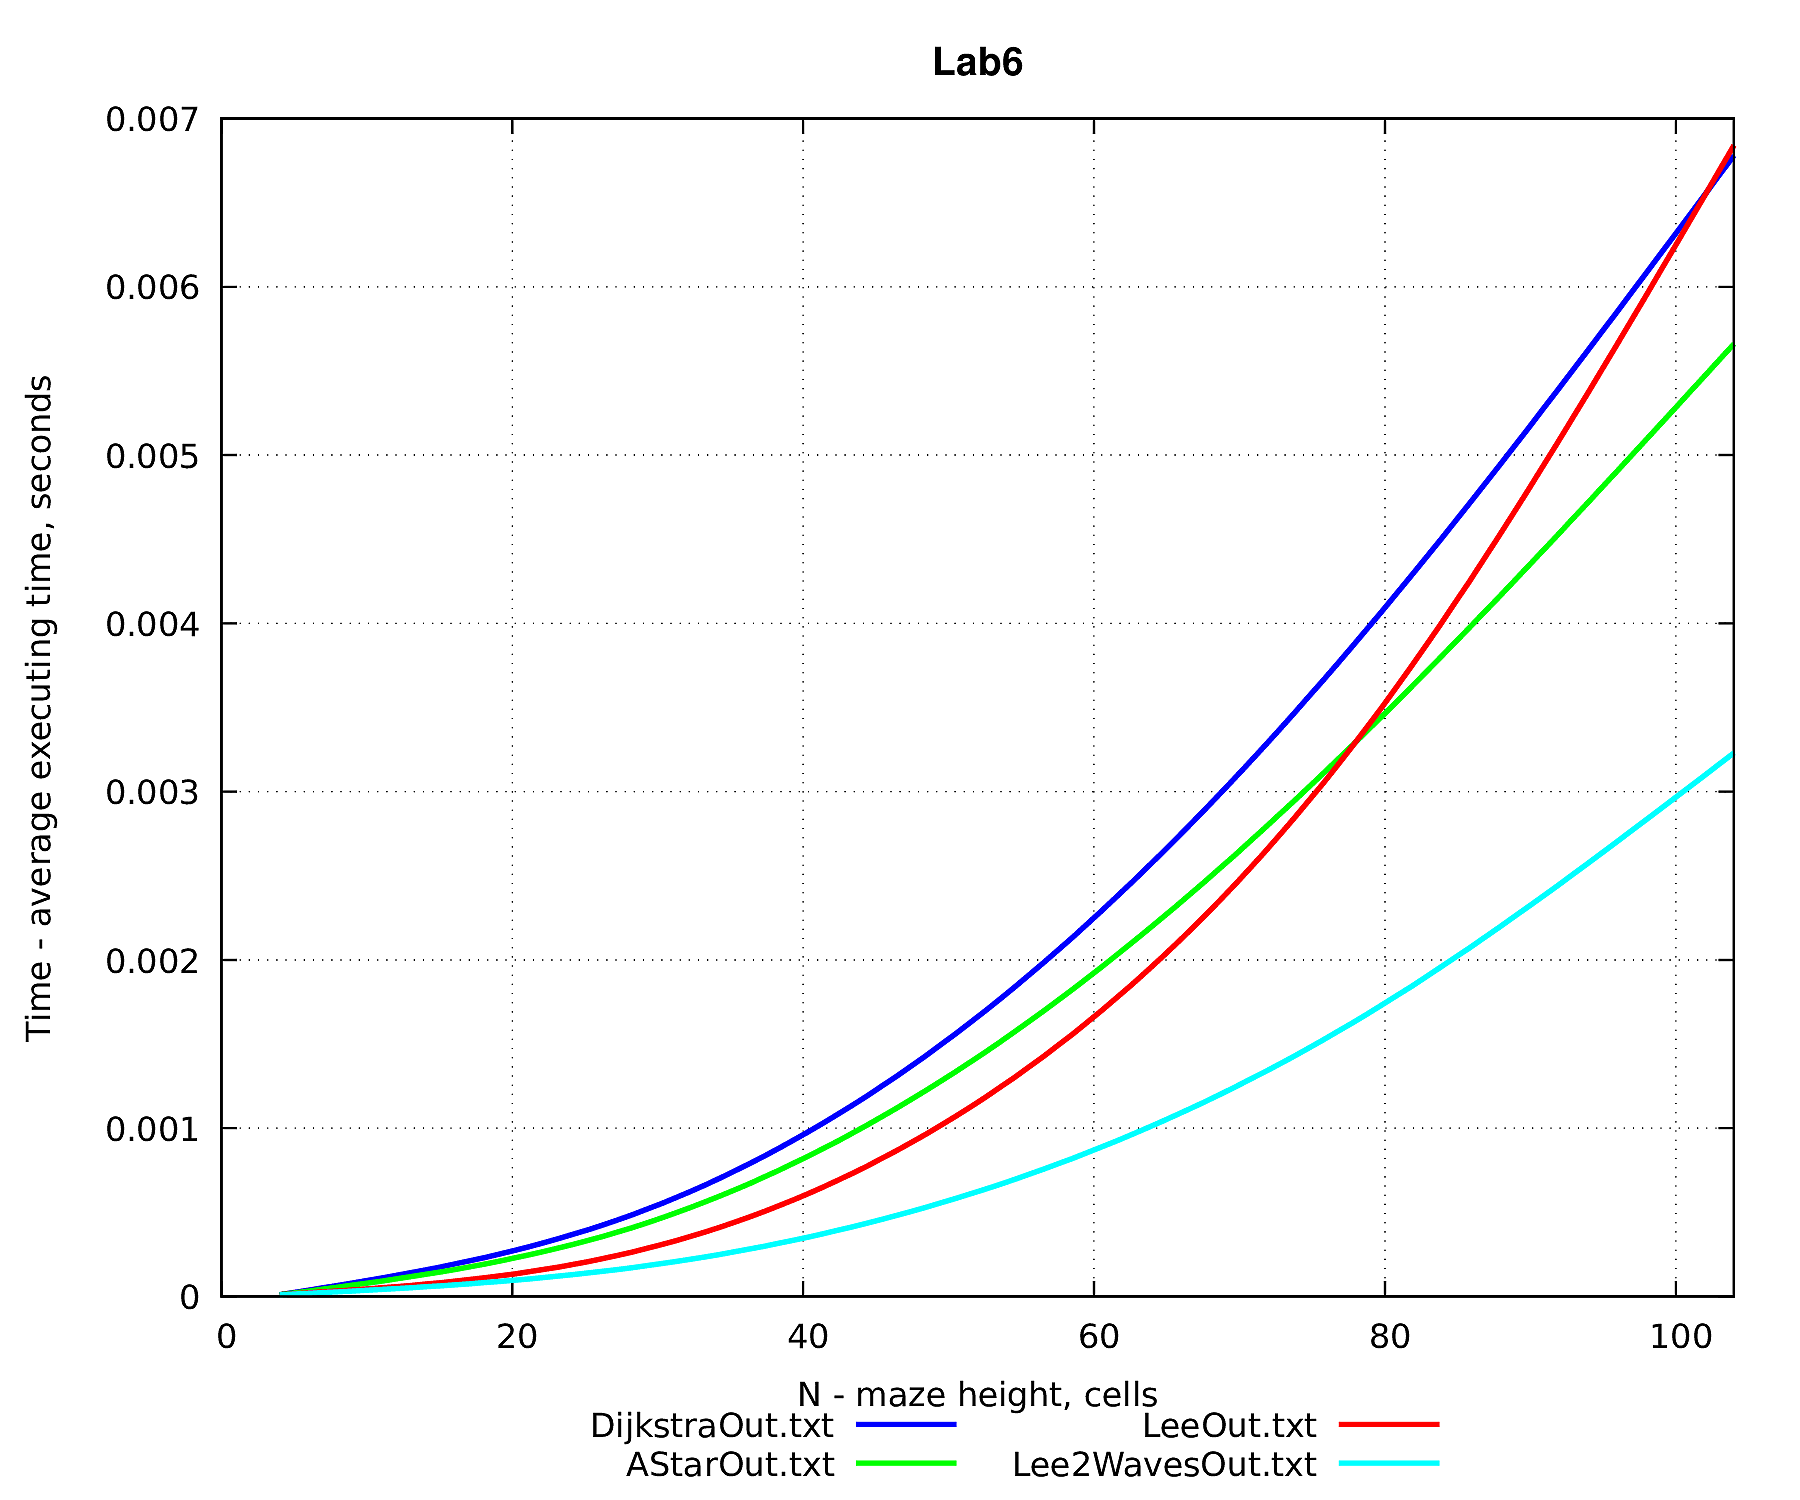 Lab6
0.007
0.006
0.005
0.004
0.003
0.002
0.001
0
Time - average executing time, seconds
0 20 40 60 80 100
N - maze height, cells
DijkstraOut.txt LeeOut.txt
AStarOut.txt Lee2WavesOut.txt